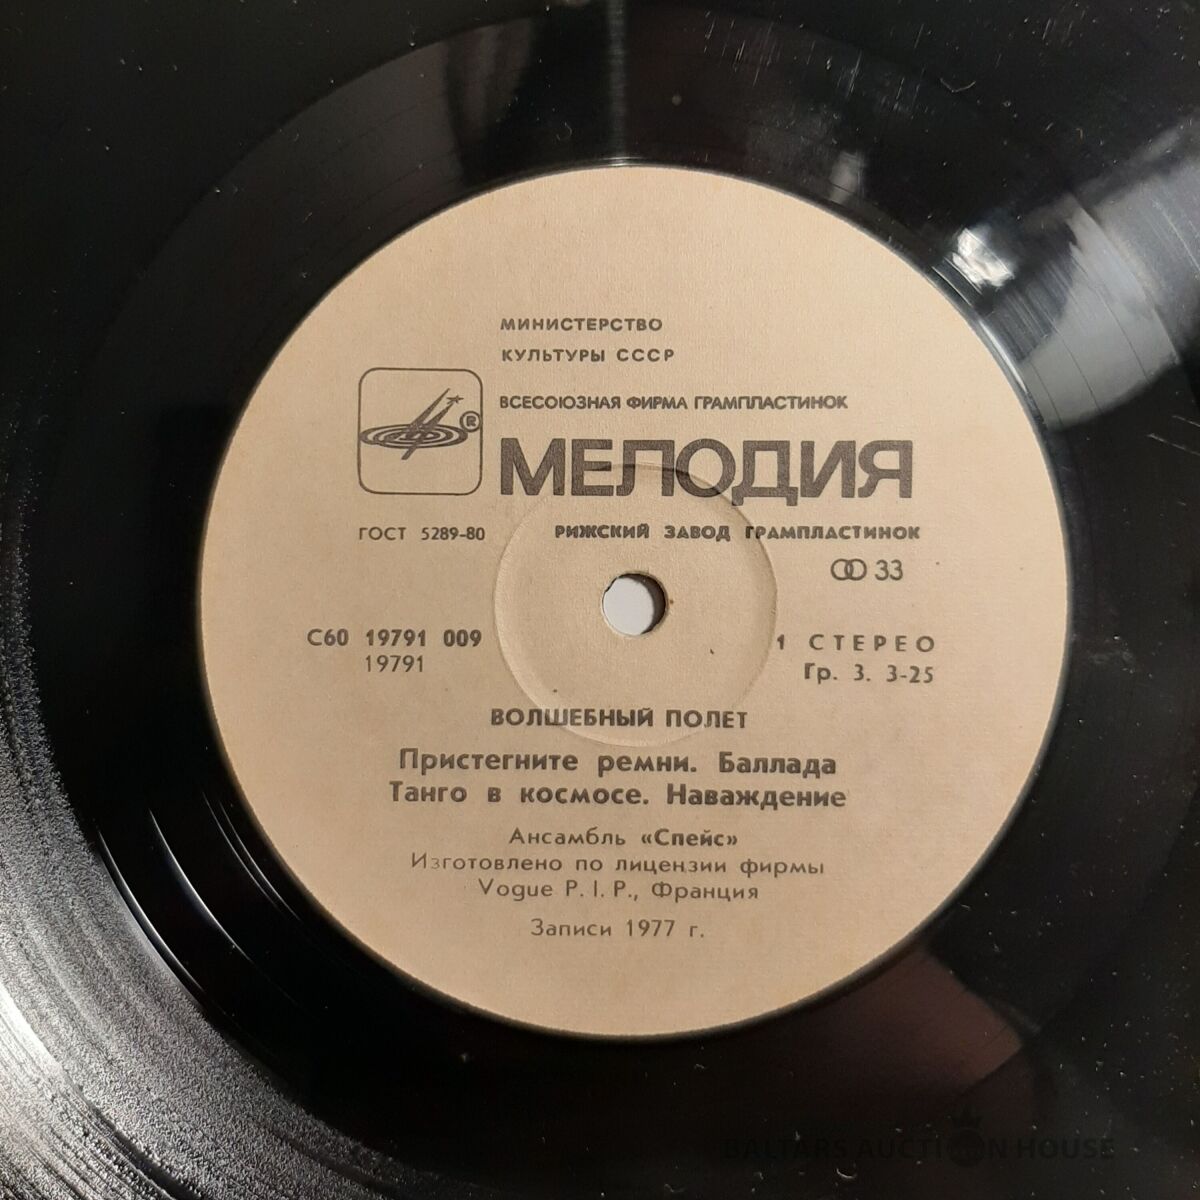 МИНИСТЕРСТВО
КУЛЬТУРЫ СССР
ВСЕСОЮЗНАЯ ФИРМА ГРАМПЛАСТИНОК
®
МЕЛОДИЯ
ГОСТ 5289-80 РИЖСКИЙ ЗАВОД ГРАМПЛАСТИНОК
33
С60 19791 009 1 СТЕРЕО
19791 Гр. 3. 3-25
ВОЛШЕБНЫЙ ПОЛЕТ
Пристегните ремни. Баллада
Танго в космосе. Наваждение
Ансамбль «Спейс»
Изготовлено по лицензии фирмы
Vogue P. I. P., Франция
Записи 1977 г.
BALTARS AUCTION HOUSE